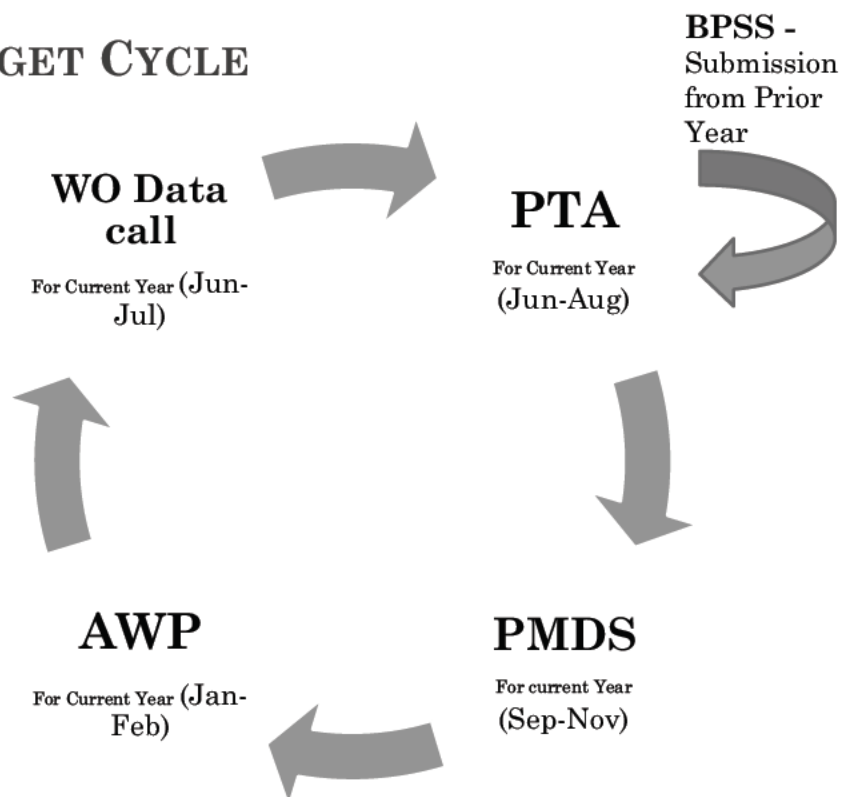 GET CYCLE
BPSS -
Submission
from Prior
Year
WO Data
call
For Current Year (Jun-
Jul)
PTA
For Current Year
(Jun-Aug)
AWP
For Current Year (Jan-
Feb)
PMDS
For current Year
(Sep-Nov)